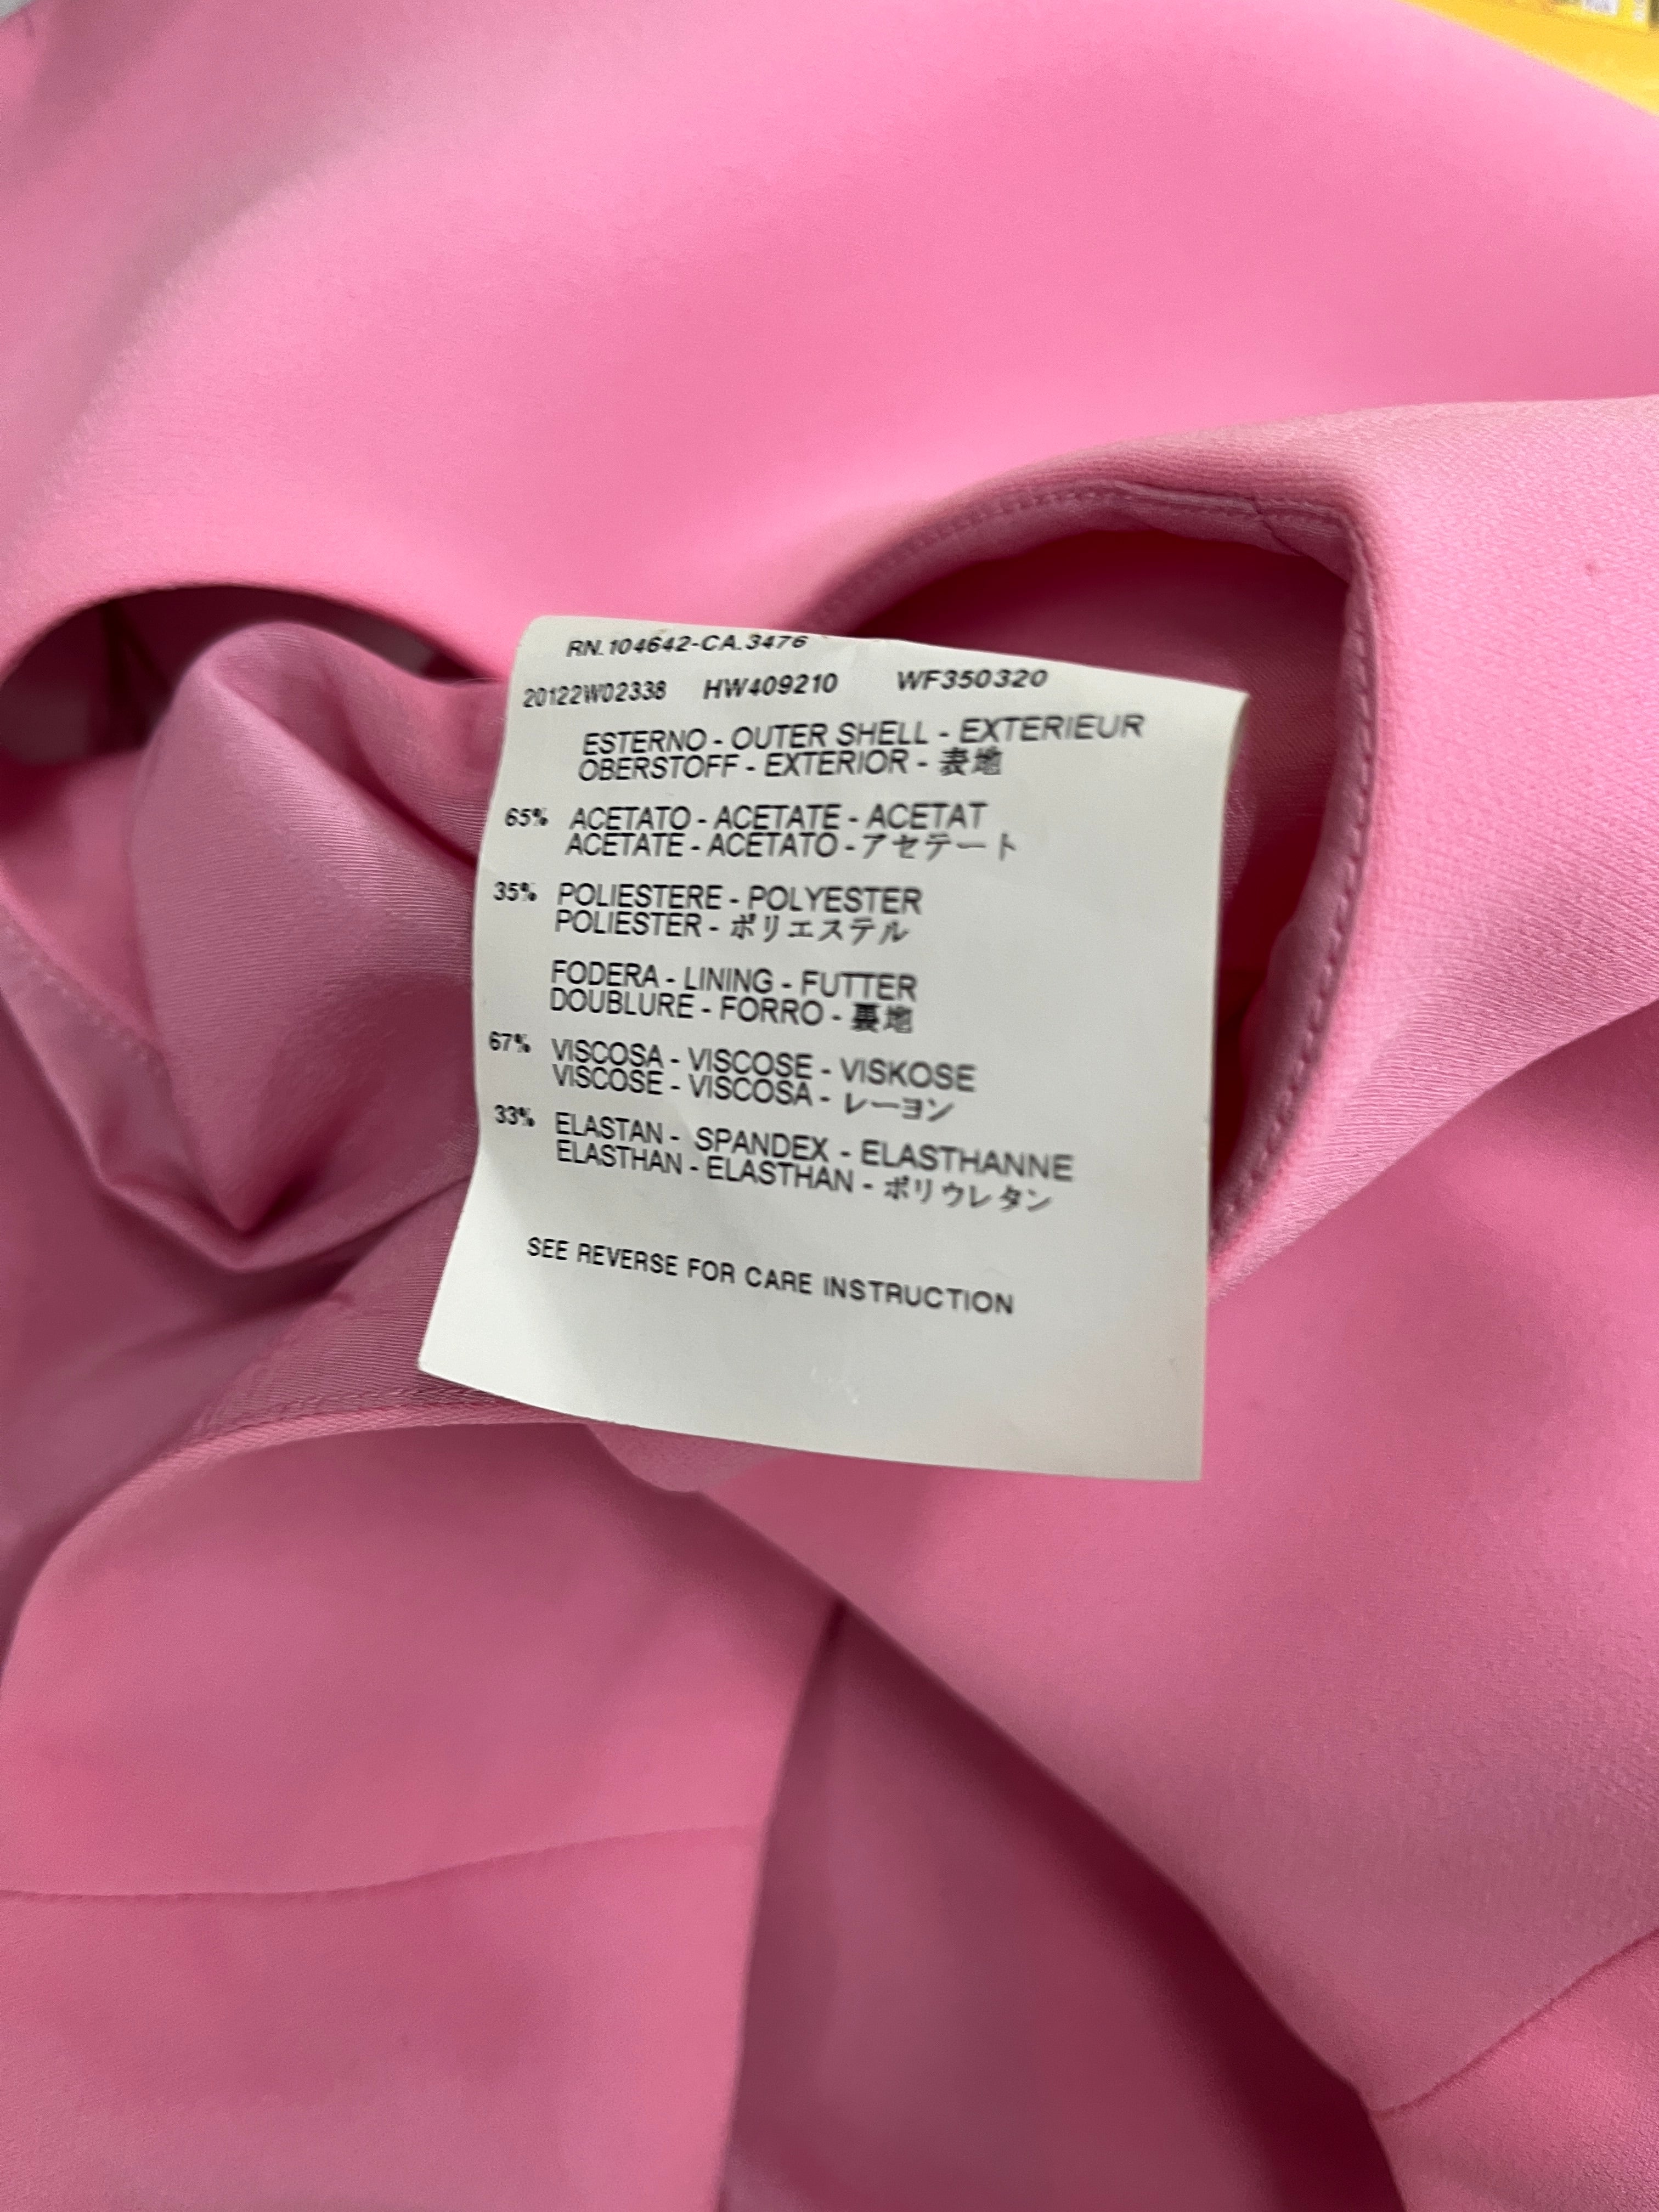 RN.104642-CA.3476
20122W02338 HW409210 WF350320
ESTERNO - OUTER SHELL - EXTERIEUR
OBERSTOFF - EXTERIOR - 表地
65% ACETATO - ACETATE - ACETAT
ACETATE - ACETATO - アセテート
35% POLIESTERE - POLYESTER
POLIESTER - ポリエステル
FODERA - LINING - FUTTER
DOUBLURE - FORRO - 裏地
67% VISCOSA - VISCOSE - VISKOSE
VISCOSE - VISCOSA - レーヨン
33% ELASTAN - SPANDEX - ELASTHANNE
ELASTHAN - ELASTHAN - ポリウレタン
SEE REVERSE FOR CARE INSTRUCTION